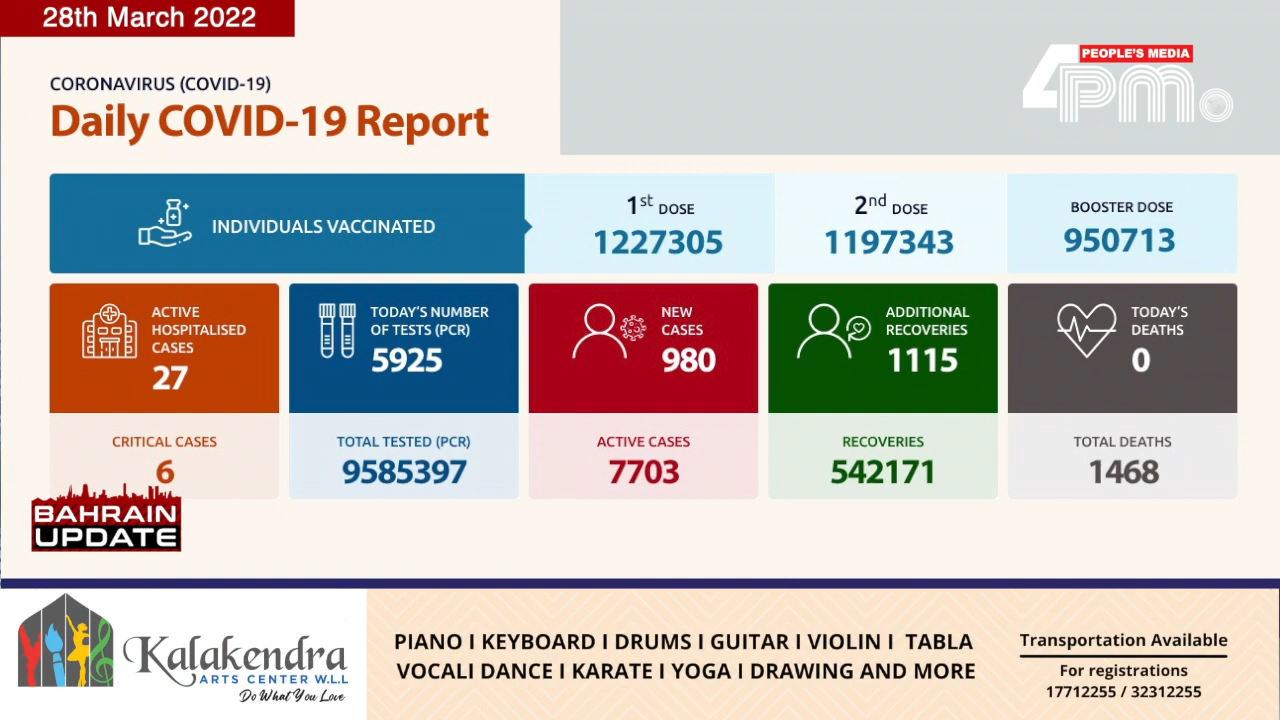 28th March 2022
PEOPLE'S MEDIA
4PM
CORONAVIRUS (COVID-19)
Daily COVID-19 Report
INDIVIDUALS VACCINATED
1st DOSE
1227305
2nd DOSE
1197343
BOOSTER DOSE
950713
ACTIVE
HOSPITALISED
CASES
27
TODAY'S NUMBER
OF TESTS (PCR)
5925
NEW
CASES
980
ADDITIONAL
RECOVERIES
1115
TODAY'S
DEATHS
0
CRITICAL CASES
6
TOTAL TESTED (PCR)
9585397
ACTIVE CASES
7703
RECOVERIES
542171
TOTAL DEATHS
1468
BAHRAIN
UPDATE
Kalakendra
ARTS CENTER W.L.L
Do What You Love
PIANO I KEYBOARD I DRUMS I GUITAR I VIOLIN I TABLA
VOCALI DANCE I KARATE I YOGA I DRAWING AND MORE
Transportation Available
For registrations
17712255 / 32312255